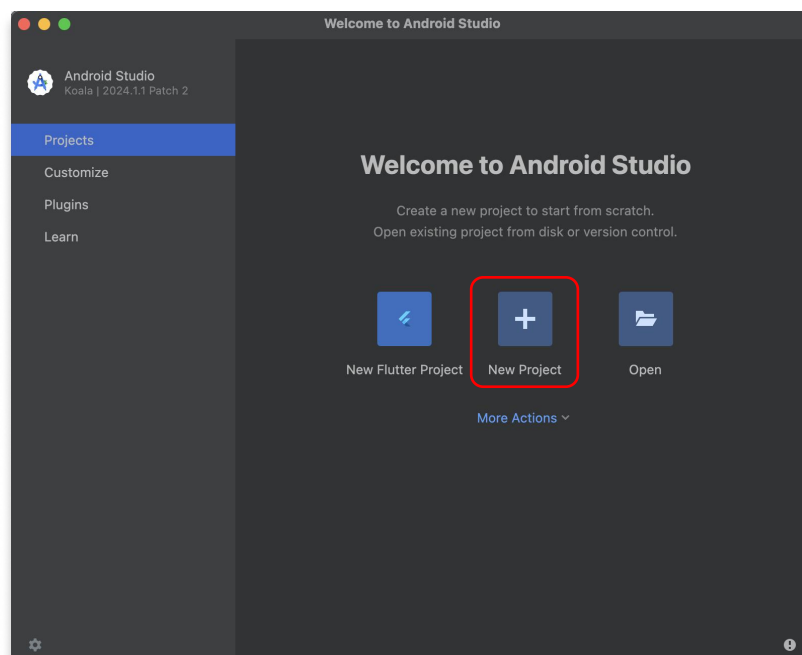 Welcome to Android Studio
Android Studio
Koala | 2024.1.1 Patch 2
Projects
Customize
Plugins
Learn
Welcome to Android Studio
Create a new project to start from scratch.
Open existing project from disk or version control.
New Flutter Project
New Project
Open
More Actions